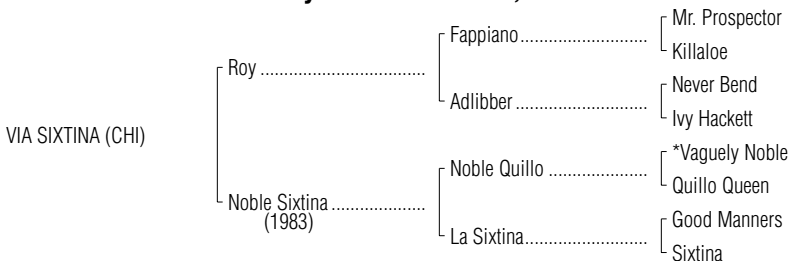 Mr. Prospector
Fappiano
Killaloe
Roy
Never Bend
Adlibber
Ivy Hackett
VIA SIXTINA (CHI)
*Vaguely Noble
Noble Quillo
Quillo Queen
Noble Sixtina
(1983)
Good Manners
La Sixtina
Sixtina